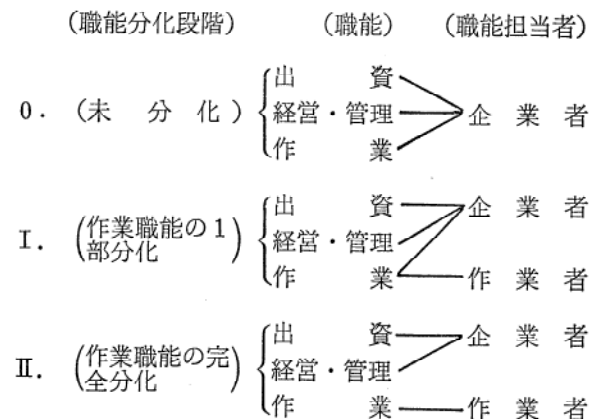 (職能分化段階) (職能) (職能担当者)
出資
0. (未分化) 経営・管理 企業者
作業
出資 企業者
I. (作業職能の1部分化) 経営・管理
作業 作業者
出資 企業者
II. (作業職能の完全分化) 経営・管理
作業 作業者